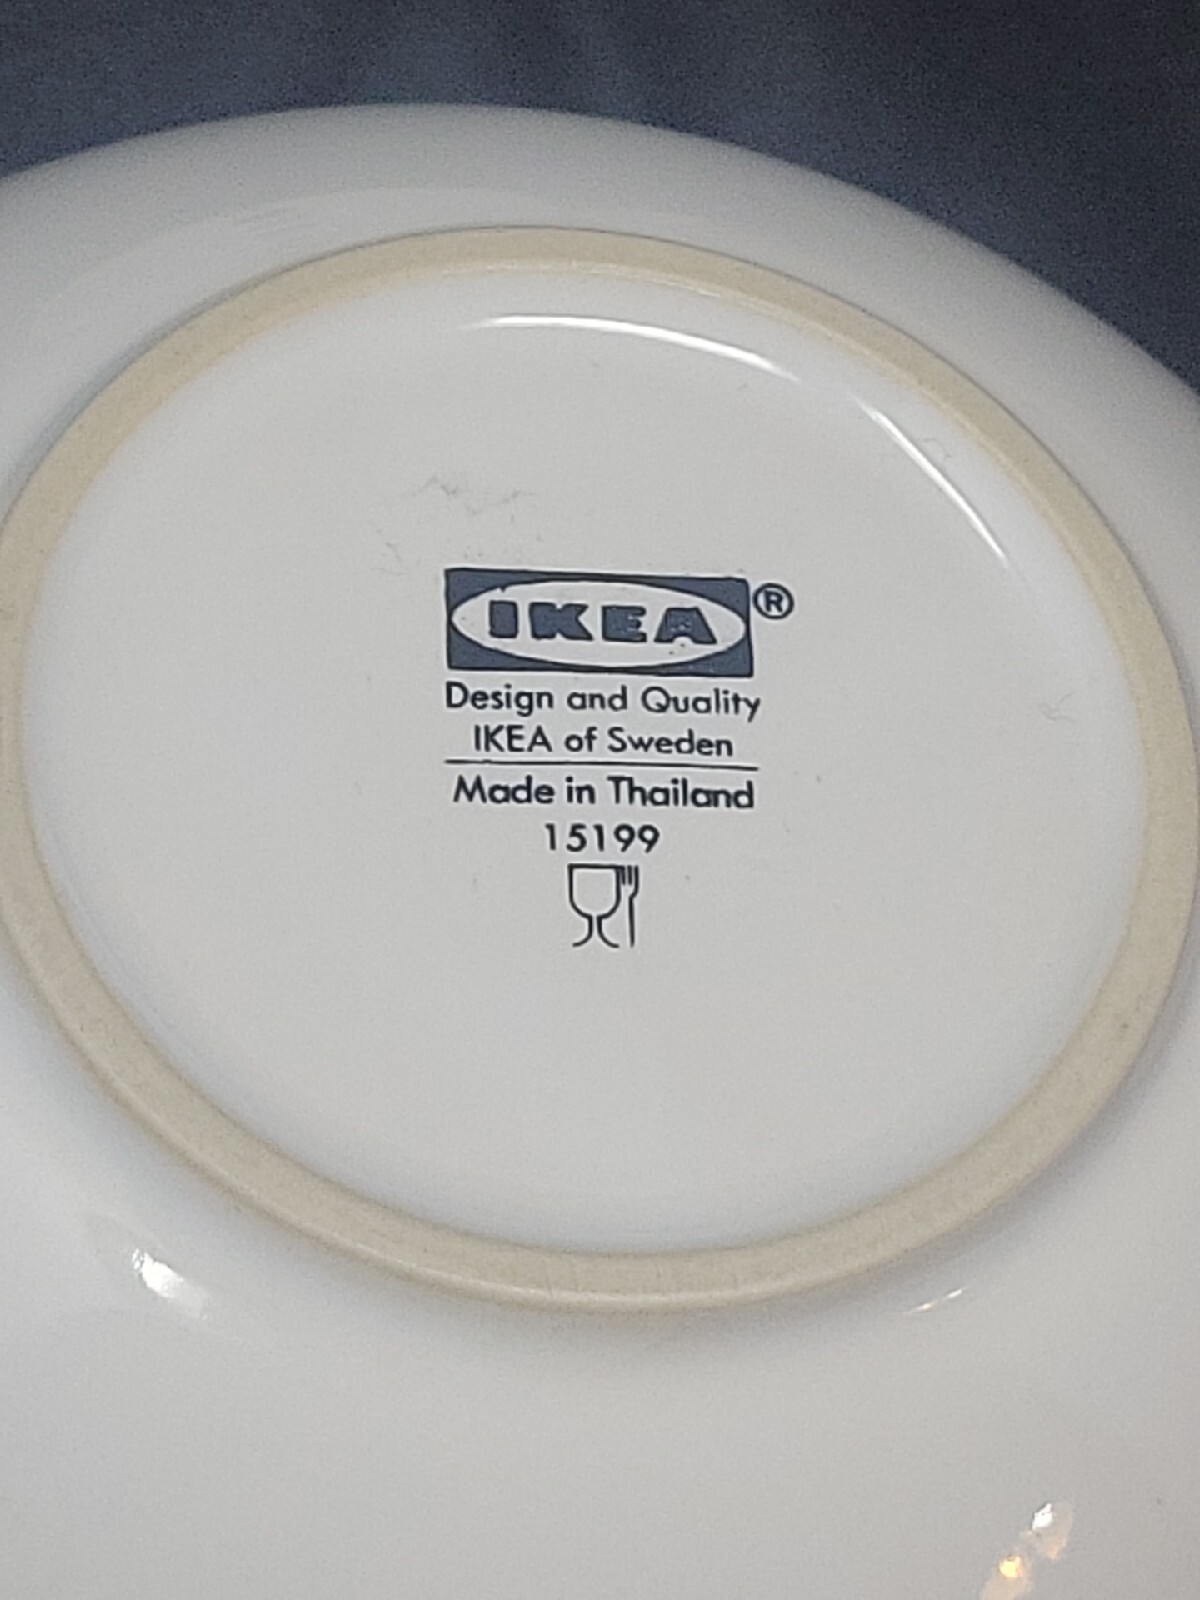 IKEA®
Design and Quality
IKEA of Sweden
Made in Thailand
15199